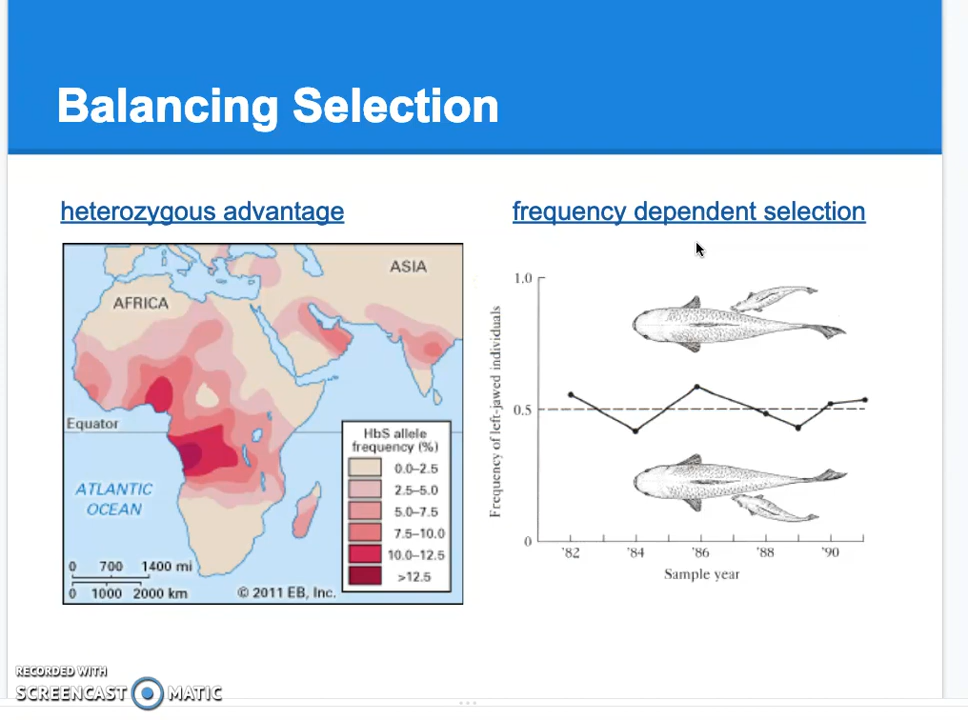 Balancing Selection
heterozygous advantage
frequency dependent selection
ASIA
AFRICA
Equator
ATLANTIC
OCEAN
HbS allele
frequency (%)
0.0–2.5
2.5–5.0
5.0–7.5
7.5–10.0
10.0–12.5
>12.5
0 700 1400 mi
0 1000 2000 km
© 2011 EB, Inc.
Frequency of left-jawed individuals
1.0
0.5
0
'82 '84 '86 '88 '90
Sample year
RECORDED WITH
SCREENCAST MATIC